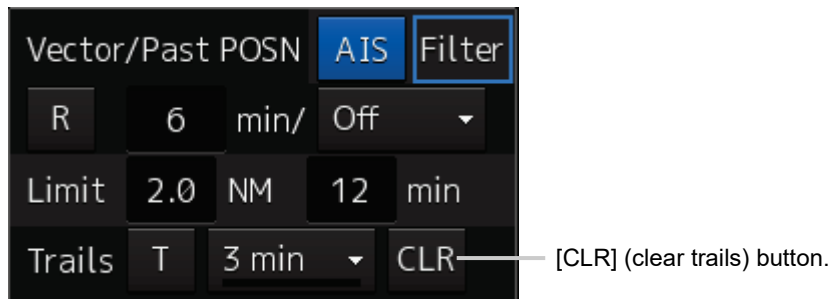 Vector/Past POSN AIS Filter
R 6 min/ Off
Limit 2.0 NM 12 min
Trails T 3 min CLR
[CLR] (clear trails) button.